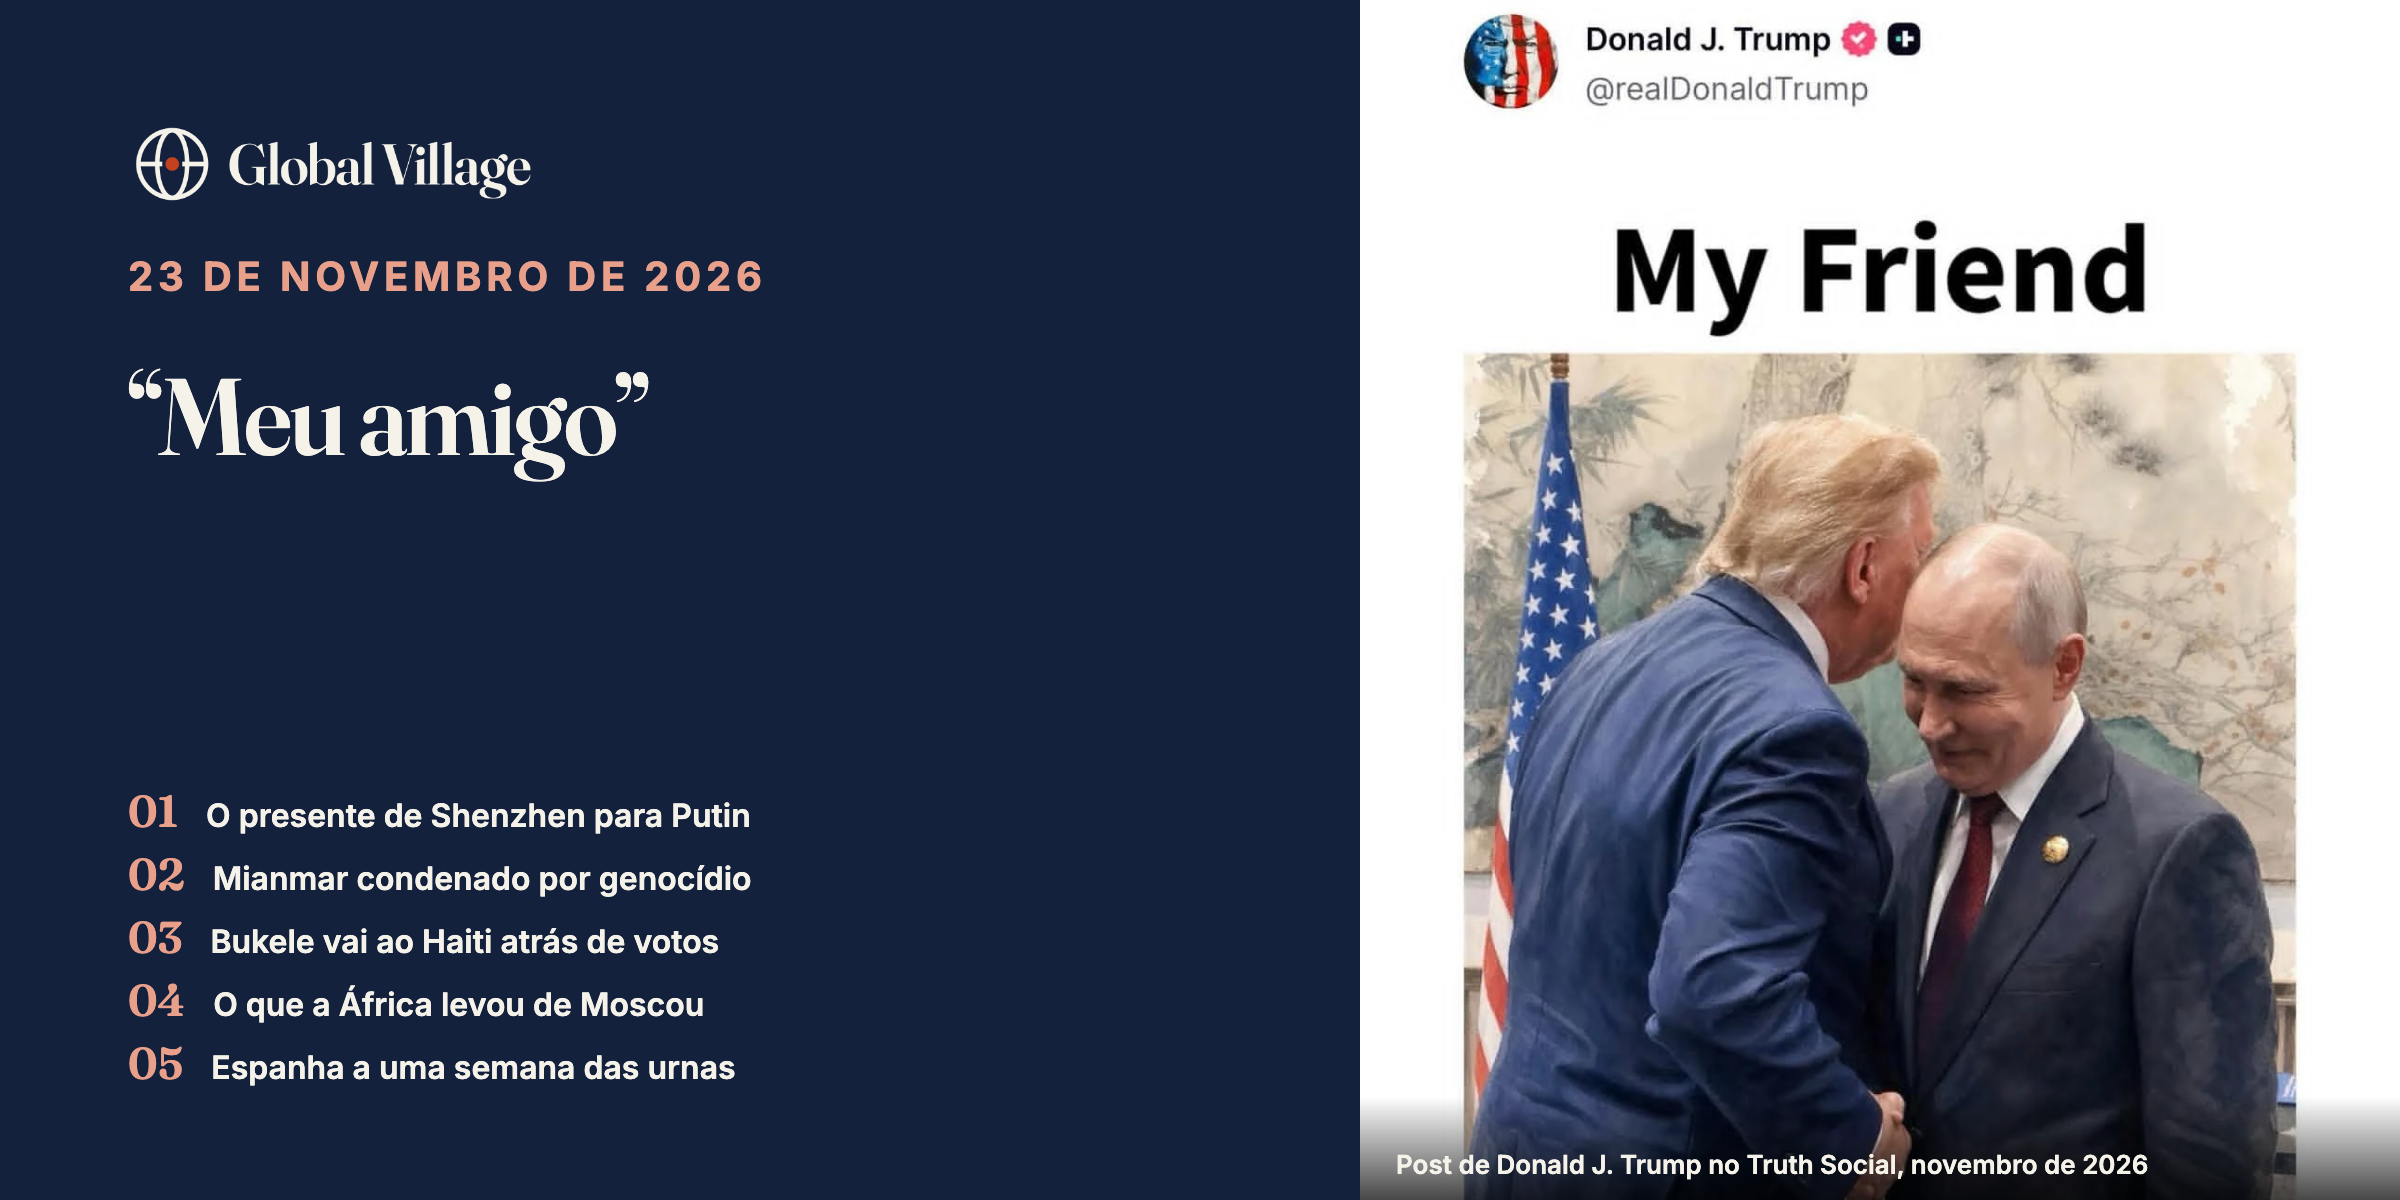 Global Village
23 DE NOVEMBRO DE 2026
“Meu amigo”
01 O presente de Shenzhen para Putin
02 Mianmar condenado por genocídio
03 Bukele vai ao Haiti atrás de votos
04 O que a África levou de Moscou
05 Espanha a uma semana das urnas
Donald J. Trump
@realDonaldTrump
My Friend
Post de Donald J. Trump no Truth Social, novembro de 2026